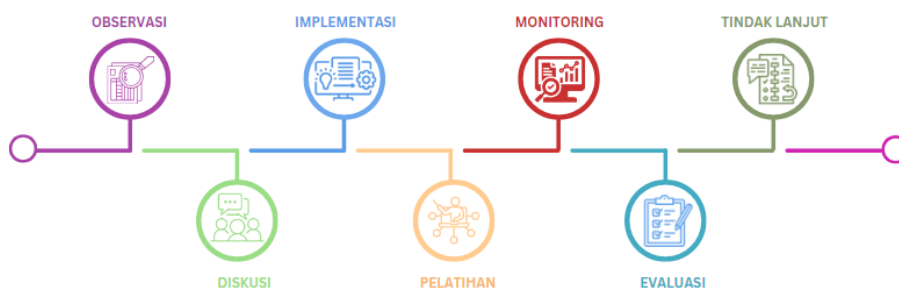 OBSERVASI
DISKUSI
IMPLEMENTASI
PELATIHAN
MONITORING
EVALUASI
TINDAK LANJUT